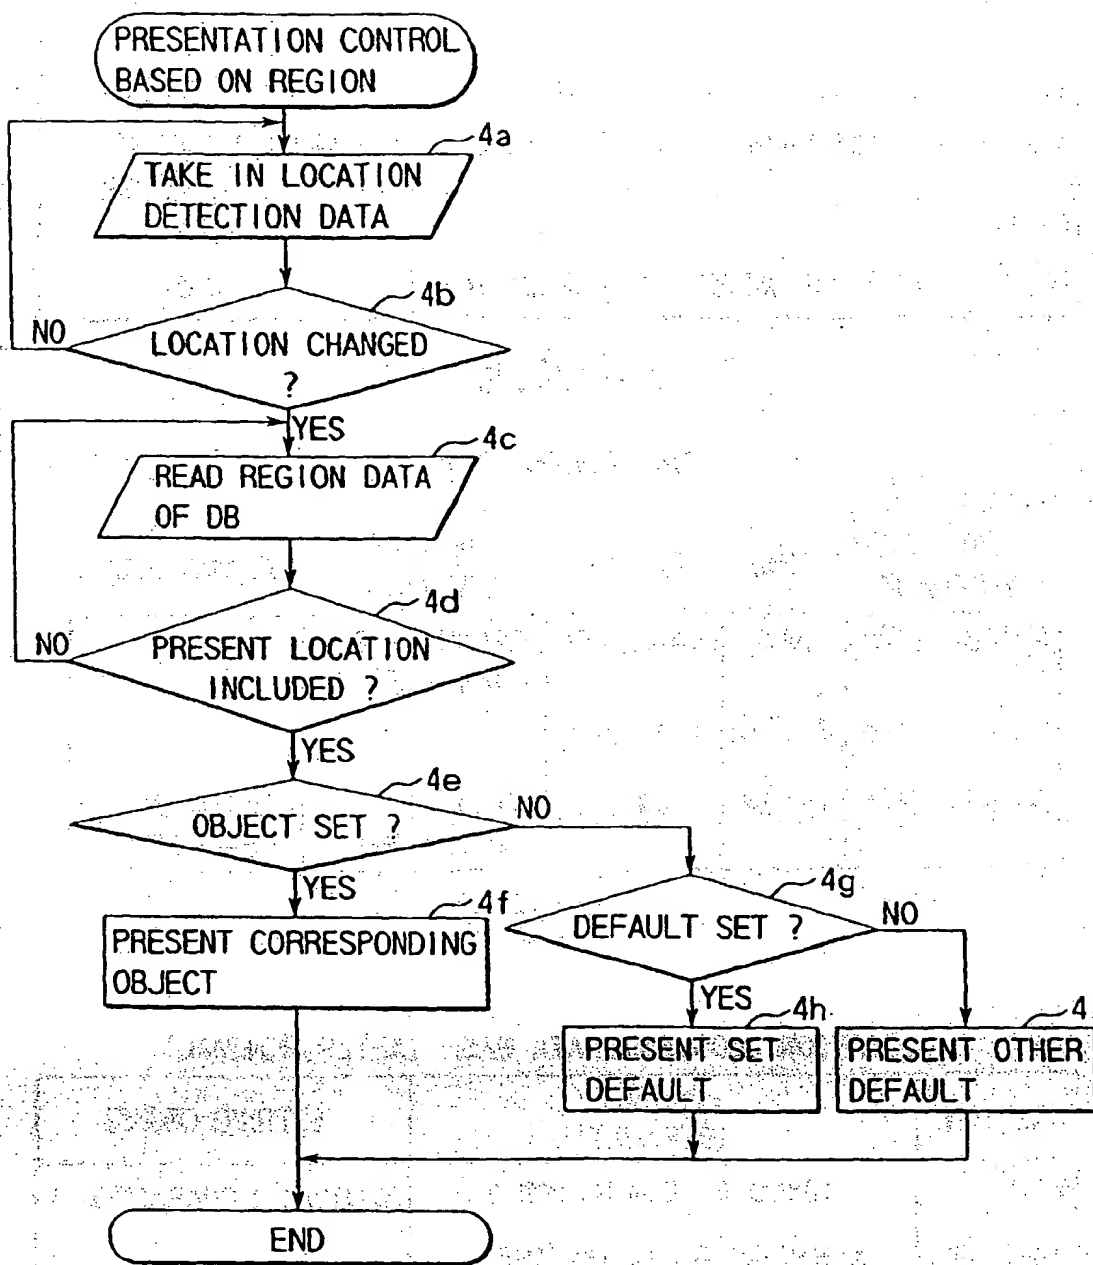 PRESENTATION CONTROL
BASED ON REGION
4a
TAKE IN LOCATION
DETECTION DATA
4b
NO
LOCATION CHANGED
?
YES
4c
READ REGION DATA
OF DB
4d
NO
PRESENT LOCATION
INCLUDED ?
YES
4e
OBJECT SET ?
NO
YES
4f
PRESENT CORRESPONDING
OBJECT
4g
DEFAULT SET ?
NO
YES
4h
PRESENT SET
DEFAULT
4
PRESENT OTHER
DEFAULT
END